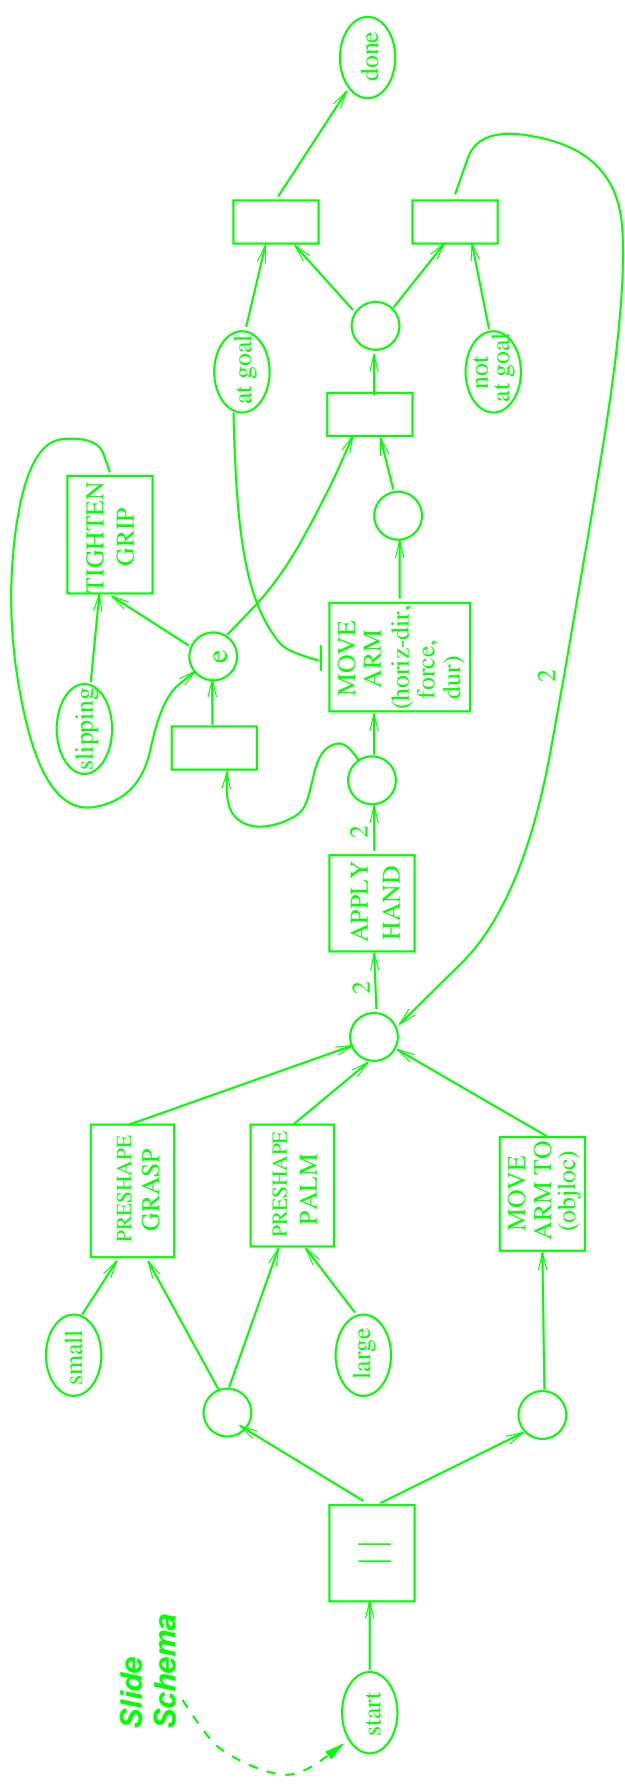 Slide
Schema
start
||
small
large
PRESHAPE
GRASP
PRESHAPE
PALM
MOVE
ARM TO
(objloc)
2
APPLY
HAND
2
slipping
e
TIGHTEN
GRIP
MOVE
ARM
(horiz-dir,
force,
dur)
2
at goal
not
at goal
done